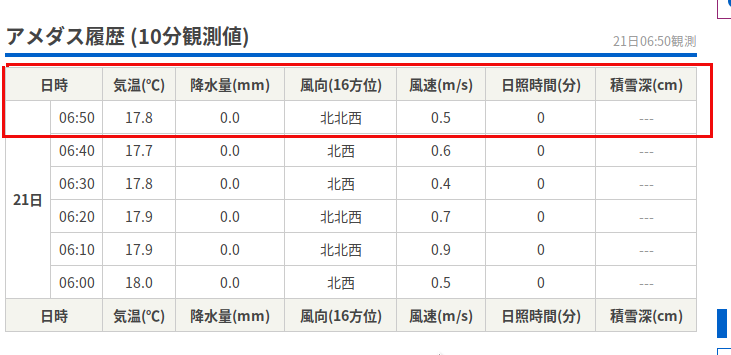 アメダス履歴 (10分観測値)
21日06:50観測
日時 気温(℃) 降水量(mm) 風向(16方位) 風速(m/s) 日照時間(分) 積雪深(cm)
06:50 17.8 0.0 北北西 0.5 0 ---
06:40 17.7 0.0 北西 0.6 0 ---
06:30 17.8 0.0 北西 0.4 0 ---
21日
06:20 17.9 0.0 北北西 0.7 0 ---
06:10 17.9 0.0 北北西 0.9 0 ---
06:00 18.0 0.0 北西 0.5 0 ---
日時 気温(℃) 降水量(mm) 風向(16方位) 風速(m/s) 日照時間(分) 積雪深(cm)